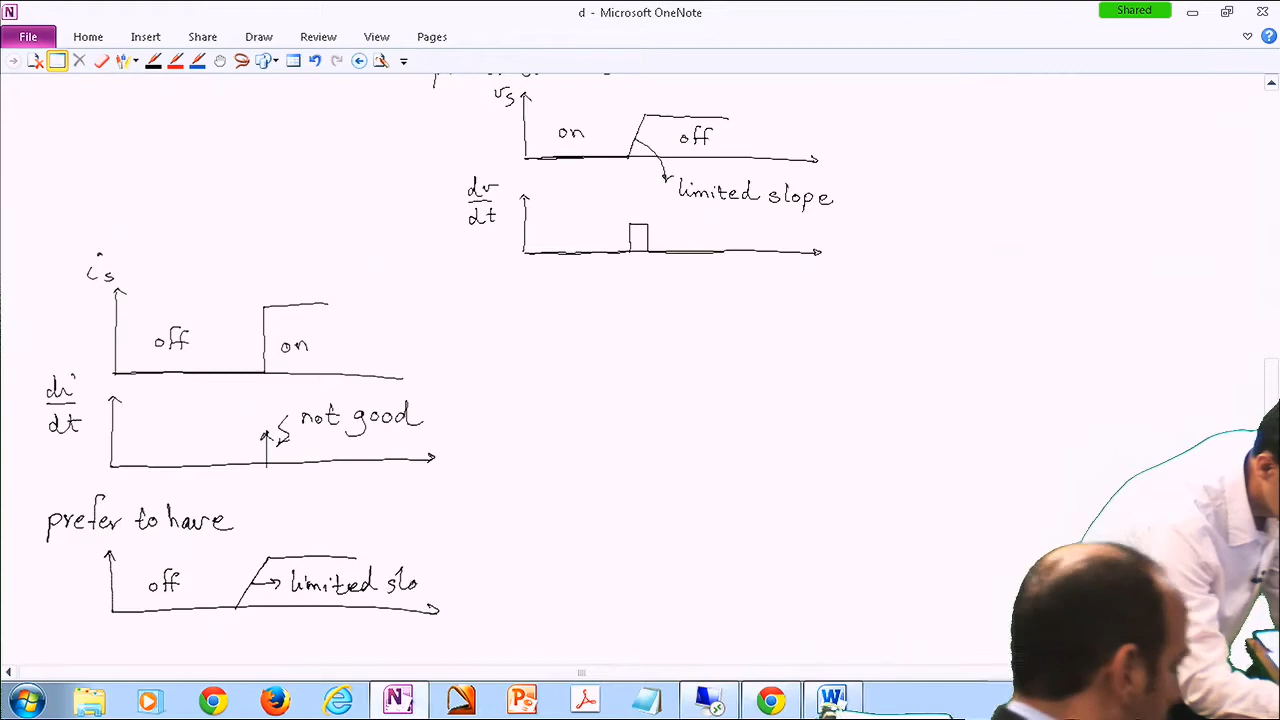 d - Microsoft OneNote
Shared
File Home Insert Share Draw Review View Pages
vs
on
off
limited slope
dv
dt
is
off
on
di
dt
not good
prefer to have
off
limited slo